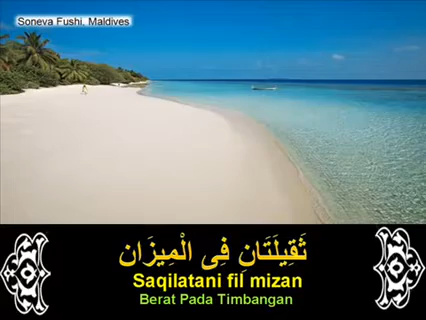 Soneva Fushi, Maldives
ثَقِيلَتَانِ فِى الْمِيزَان
Saqilatani fil mizan
Berat Pada Timbangan